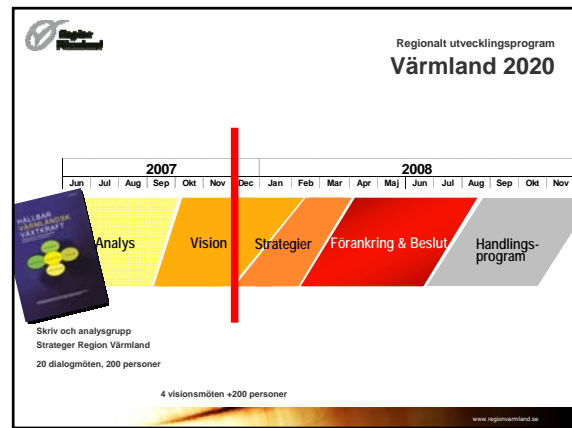 Region
Värmland
Regionalt utvecklingsprogram
Värmland 2020
2007 2008
Jun Jul Aug Sep Okt Nov Dec Jan Feb Mar Apr Maj Jun Jul Aug Sep Okt Nov
HÅLLBAR
VÄRMLÄNDSK
VÄXTKRAFT
Analys Vision Strategier Förankring & Beslut Handlings-
program
Skriv och analysgrupp
Strateger Region Värmland
20 dialogmöten, 200 personer
4 visionsmöten +200 personer
www.regionvarmland.se